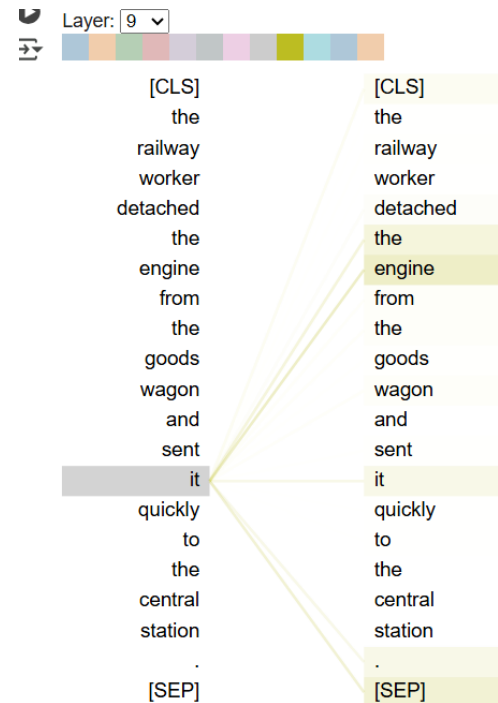 Layer: 9
[CLS] [CLS]
the the
railway railway
worker worker
detached detached
the the
engine engine
from from
the the
goods goods
wagon wagon
and and
sent sent
it it
quickly quickly
to to
the the
central central
station station
. .
[SEP] [SEP]